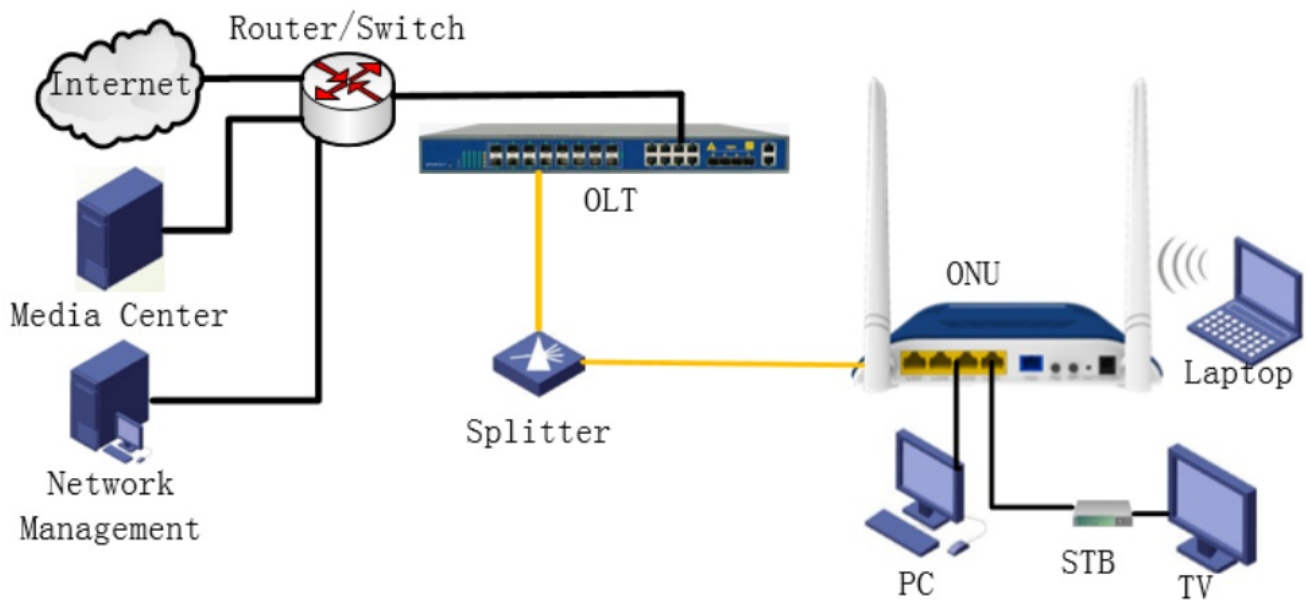 Router/Switch
Internet
OLT
Media Center
ONU
Laptop
Splitter
Network
Management
PC
STB
TV